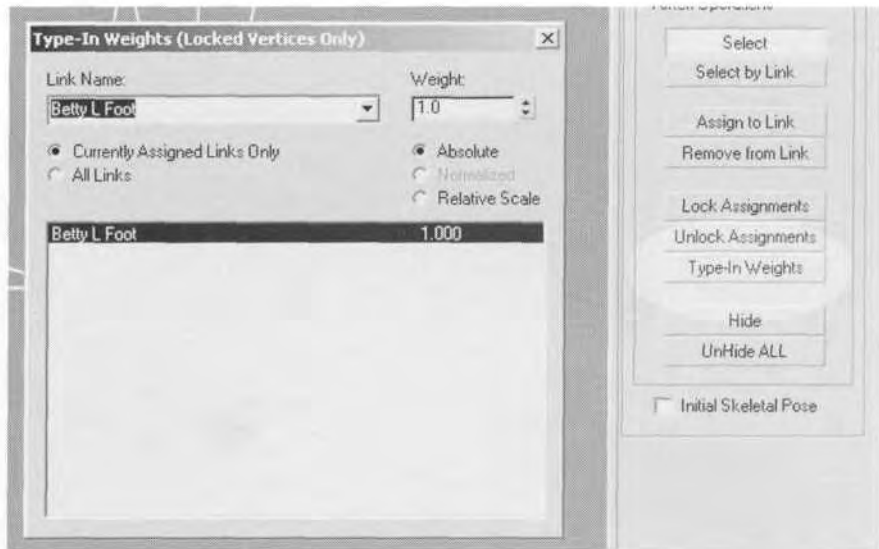 Type-In Weights (Locked Vertices Only)
Link Name:
Weight:
Betty L Foot
1.0
Currently Assigned Links Only
All Links
Absolute
Normalized
Relative Scale
Betty L Foot 1.000
Select
Select by Link
Assign to Link
Remove from Link
Lock Assignments
Unlock Assignments
Type-In Weights
Hide
UnHide ALL
Initial Skeletal Pose